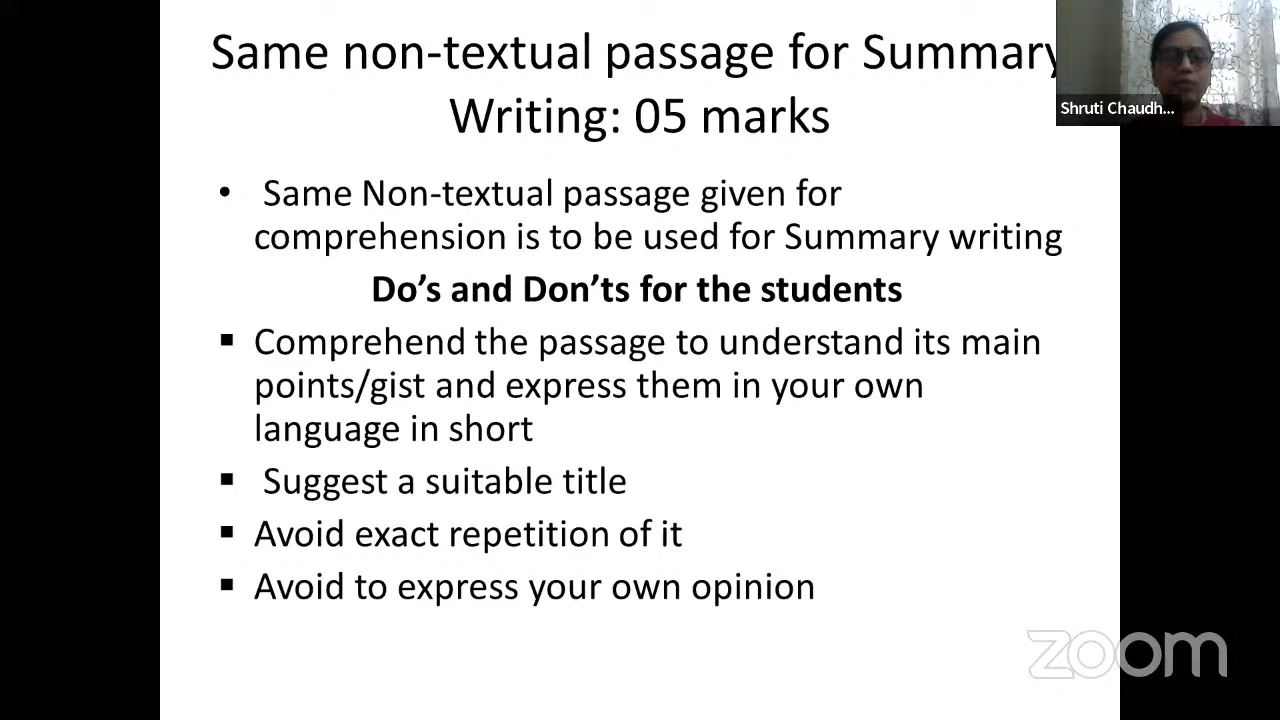 Same non-textual passage for Summary
Writing: 05 marks
Shruti Chaudh...
• Same Non-textual passage given for
comprehension is to be used for Summary writing
Do's and Don'ts for the students
▪ Comprehend the passage to understand its main
points/gist and express them in your own
language in short
▪ Suggest a suitable title
▪ Avoid exact repetition of it
▪ Avoid to express your own opinion
zoom